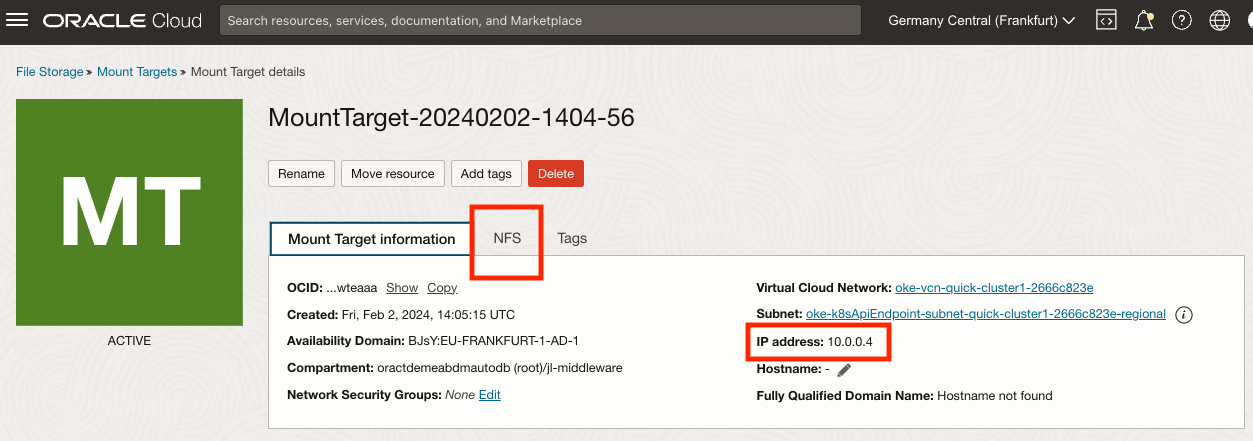 ORACLE Cloud Search resources, services, documentation, and Marketplace Germany Central (Frankfurt)
File Storage » Mount Targets » Mount Target details
MT
ACTIVE
MountTarget-20240202-1404-56
Rename Move resource Add tags Delete
Mount Target information NFS Tags
OCID: ...wteaaa Show Copy
Created: Fri, Feb 2, 2024, 14:05:15 UTC
Availability Domain: BJsY:EU-FRANKFURT-1-AD-1
Compartment: oractdemeabdmautodb (root)/jl-middleware
Network Security Groups: None Edit
Virtual Cloud Network: oke-vcn-quick-cluster1-2666c823e
Subnet: oke-k8sApiEndpoint-subnet-quick-cluster1-2666c823e-regional
IP address: 10.0.0.4
Hostname: -
Fully Qualified Domain Name: Hostname not found